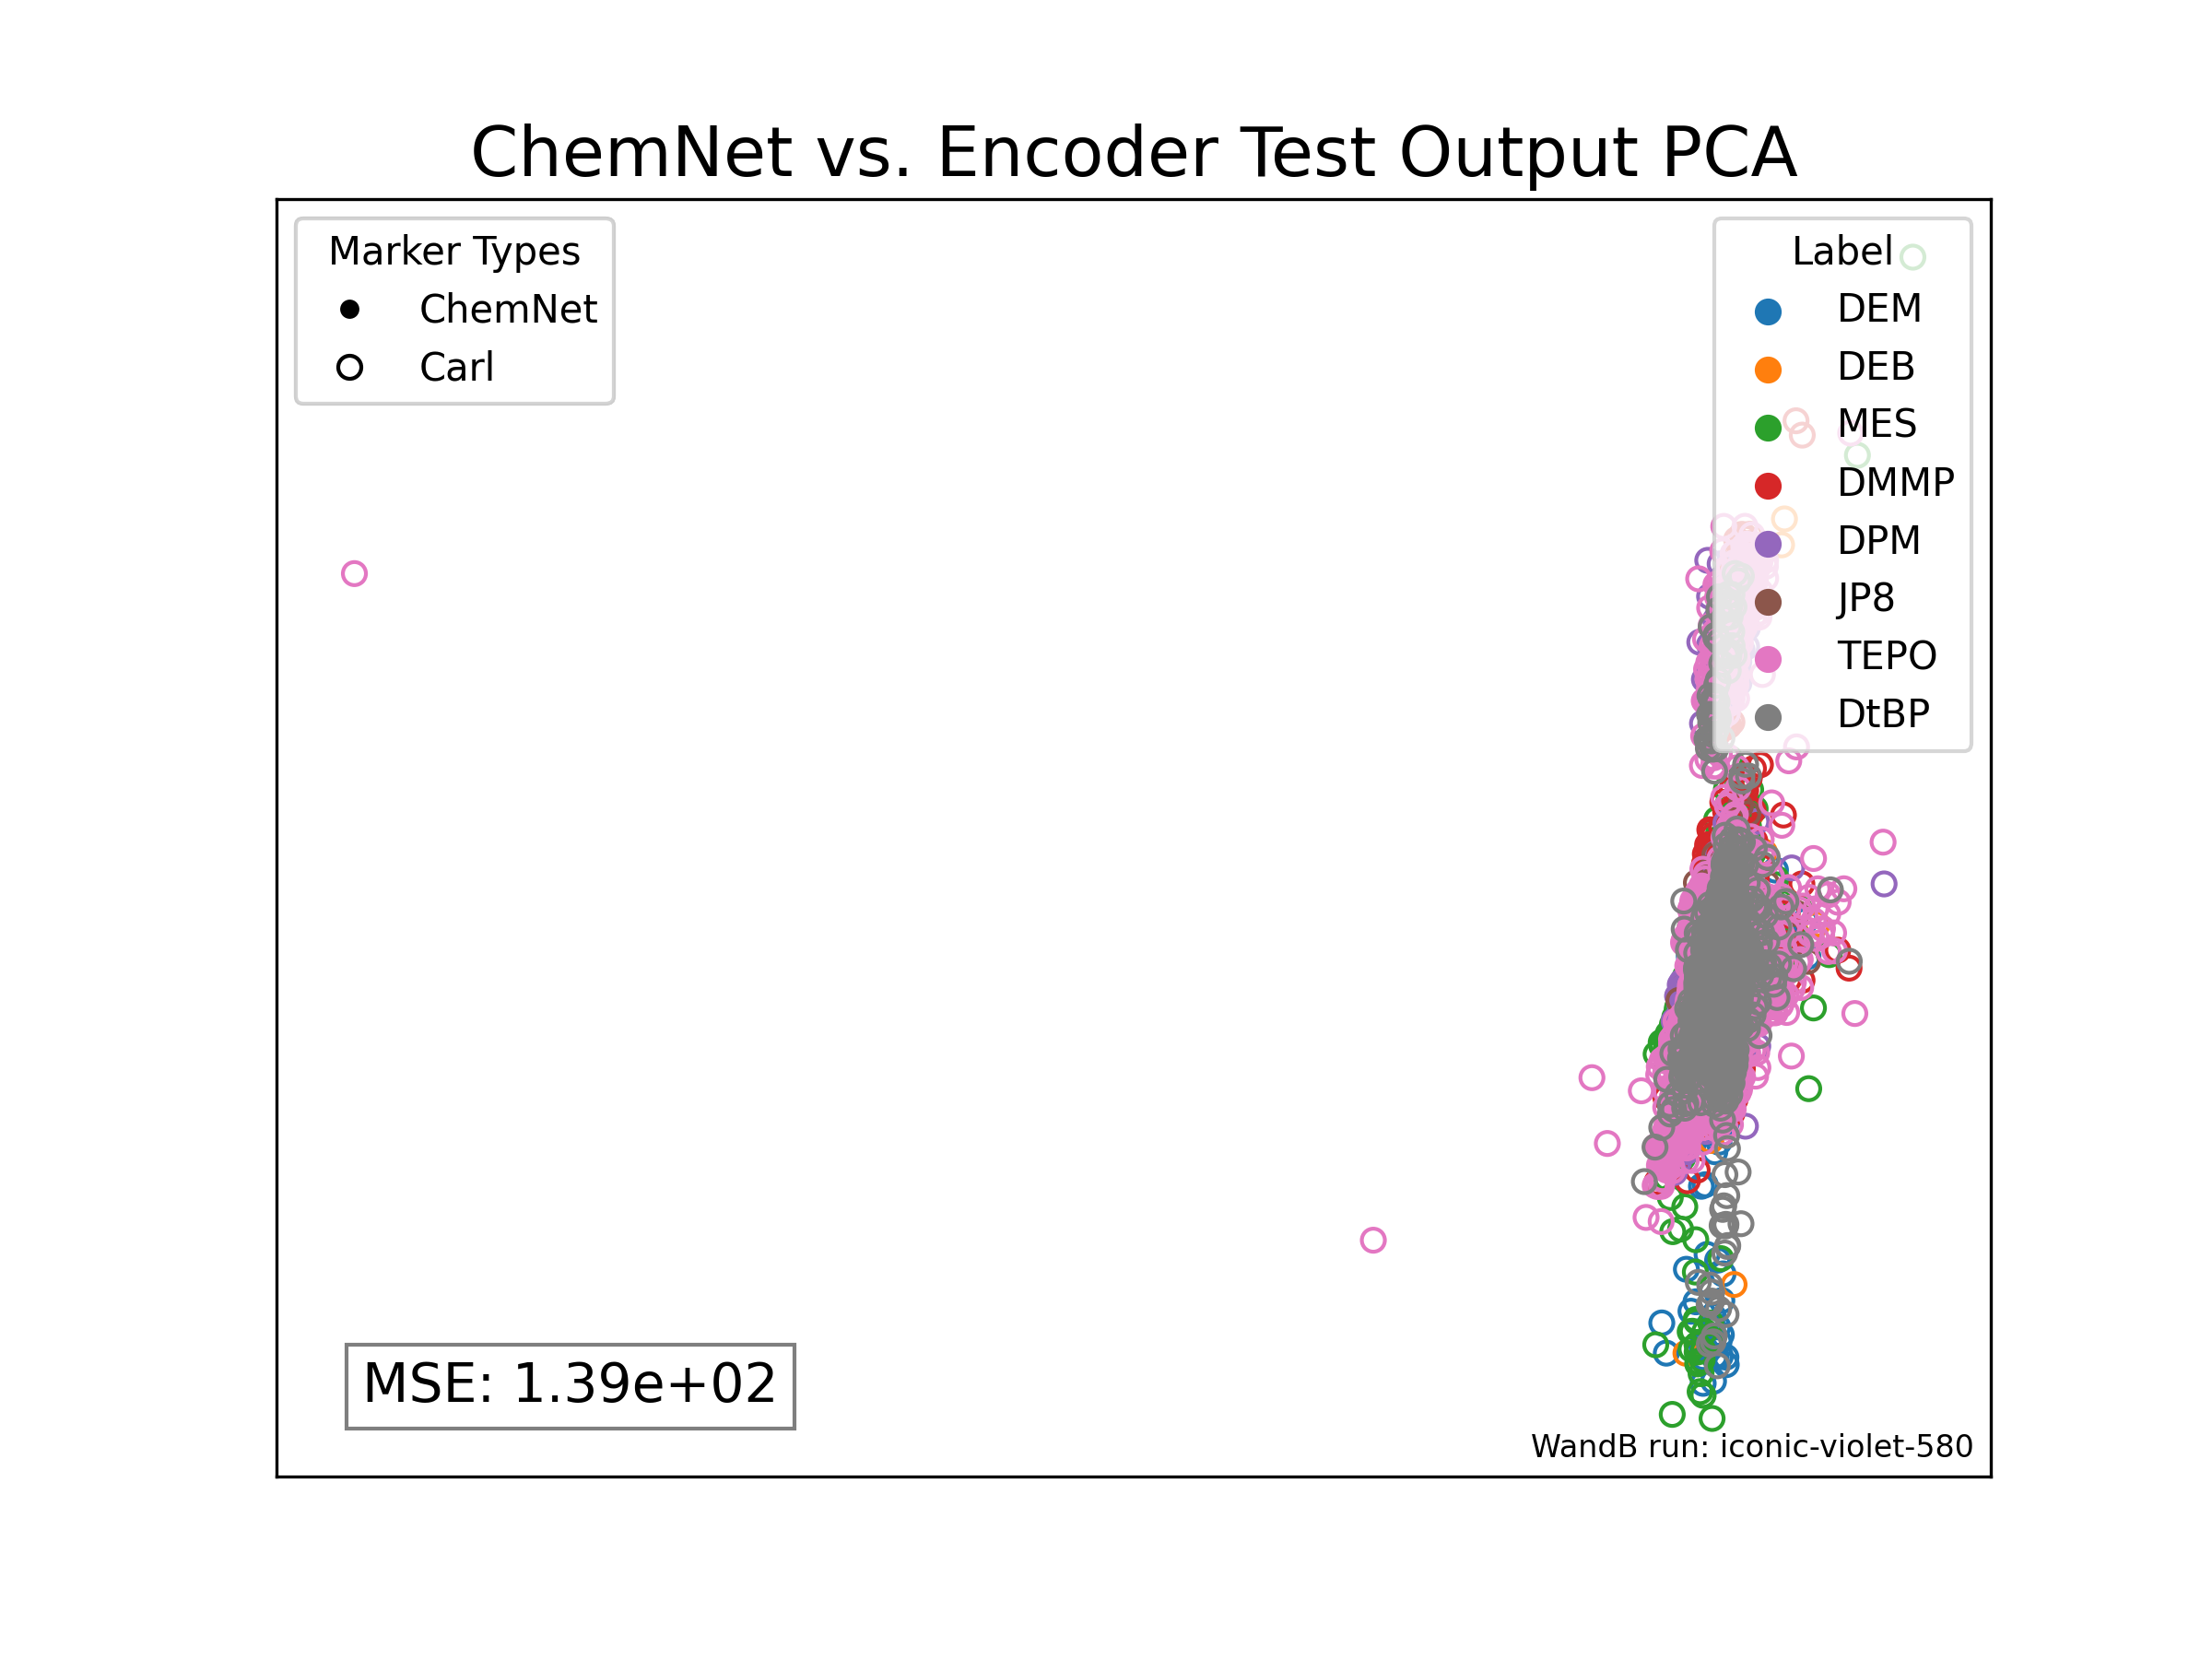 ChemNet vs. Encoder Test Output PCA
Marker Types
ChemNet
Carl
Label
DEM
DEB
MES
DMMP
DPM
JP8
TEPO
DtBP
MSE: 1.39e+02
WandB run: iconic-violet-580